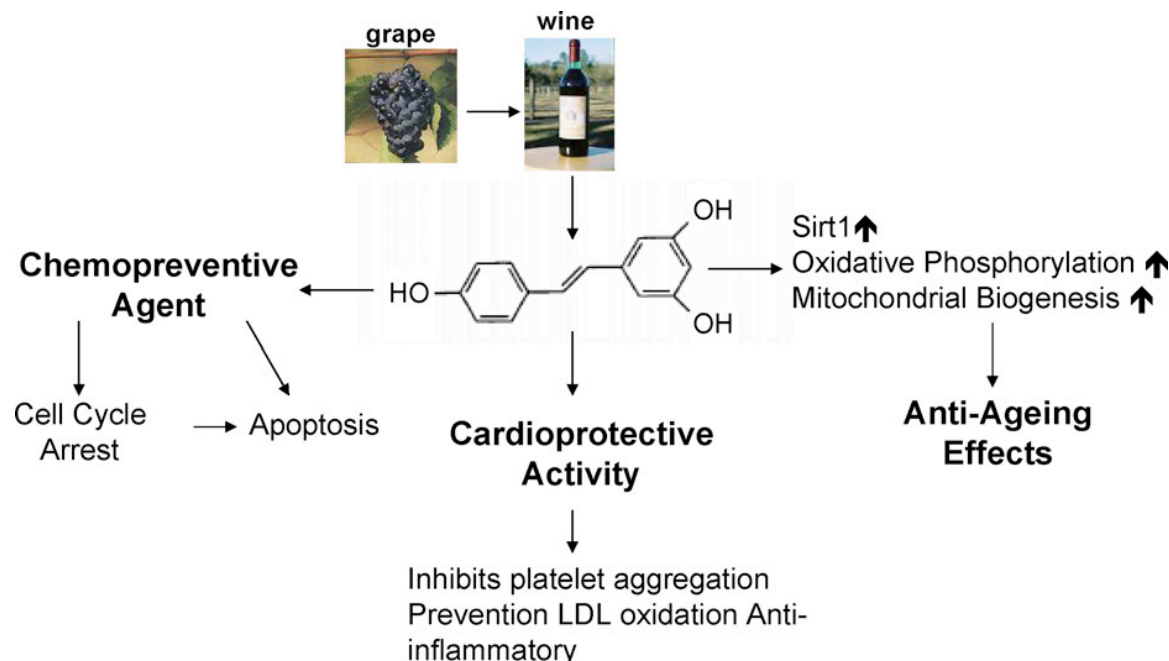 grape
wine
OH
HO
OH
Sirt1↑
Oxidative Phosphorylation ↑
Mitochondrial Biogenesis ↑
Chemopreventive
Agent
Cell Cycle
Arrest
Apoptosis
Cardioprotective
Activity
Anti-Ageing
Effects
Inhibits platelet aggregation
Prevention LDL oxidation Anti-
inflammatory